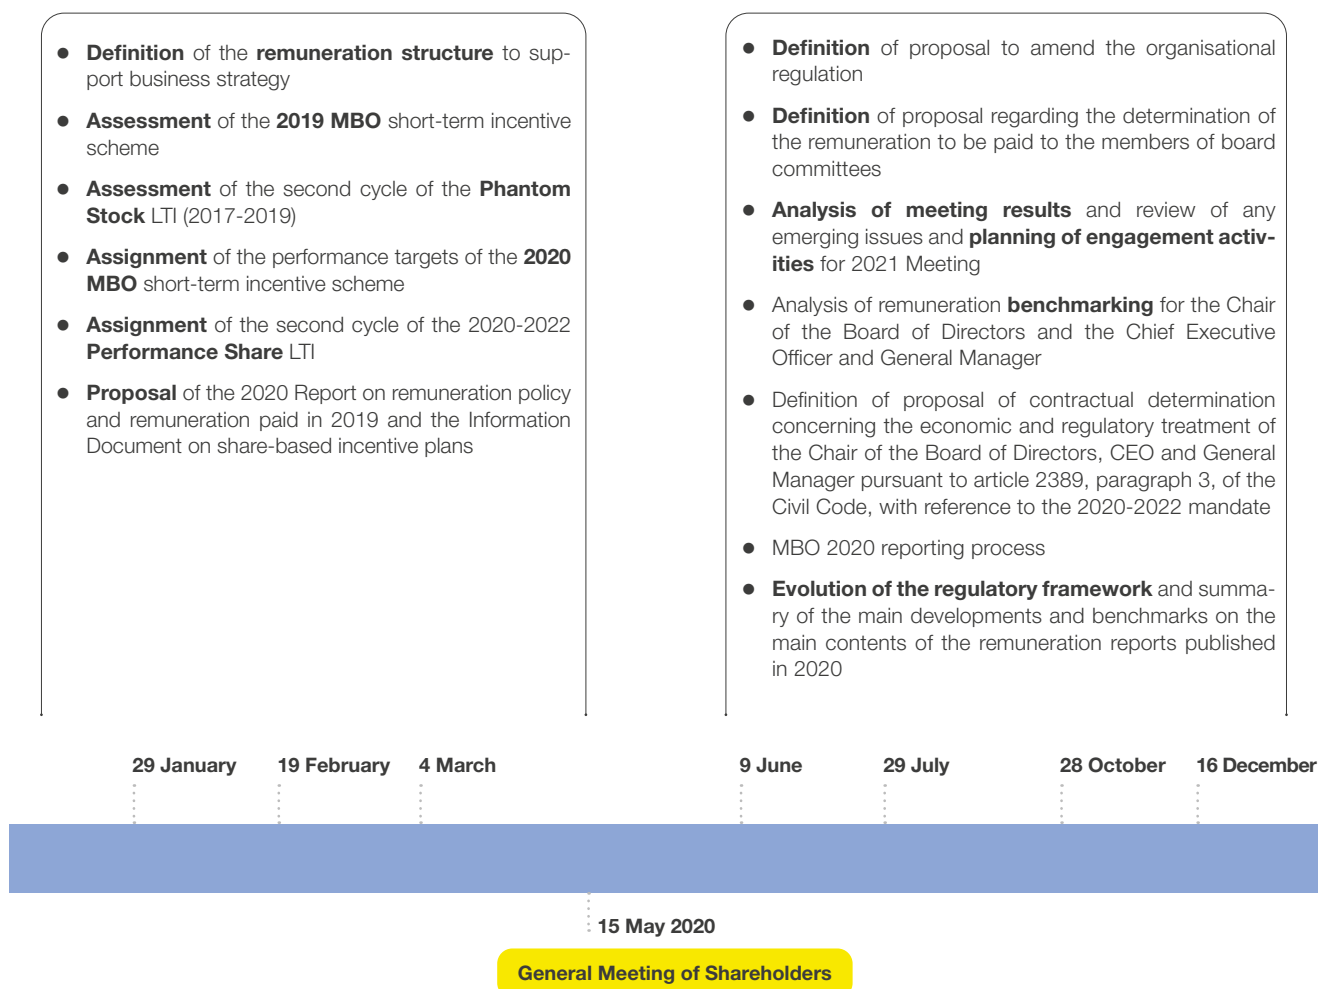 ● Definition of the remuneration structure to sup-
port business strategy
● Assessment of the 2019 MBO short-term incentive
scheme
● Assessment of the second cycle of the Phantom
Stock LTI (2017-2019)
● Assignment of the performance targets of the 2020
MBO short-term incentive scheme
● Assignment of the second cycle of the 2020-2022
Performance Share LTI
● Proposal of the 2020 Report on remuneration policy
and remuneration paid in 2019 and the Information
Document on share-based incentive plans
● Definition of proposal to amend the organisational
regulation
● Definition of proposal regarding the determination of
the remuneration to be paid to the members of board
committees
● Analysis of meeting results and review of any
emerging issues and planning of engagement activ-
ities for 2021 Meeting
● Analysis of remuneration benchmarking for the Chair
of the Board of Directors and the Chief Executive
Officer and General Manager
● Definition of proposal of contractual determination
concerning the economic and regulatory treatment of
the Chair of the Board of Directors, CEO and General
Manager pursuant to article 2389, paragraph 3, of the
Civil Code, with reference to the 2020-2022 mandate
● MBO 2020 reporting process
● Evolution of the regulatory framework and summa-
ry of the main developments and benchmarks on the
main contents of the remuneration reports published
in 2020
29 January 19 February 4 March 9 June 29 July 28 October 16 December
15 May 2020
General Meeting of Shareholders